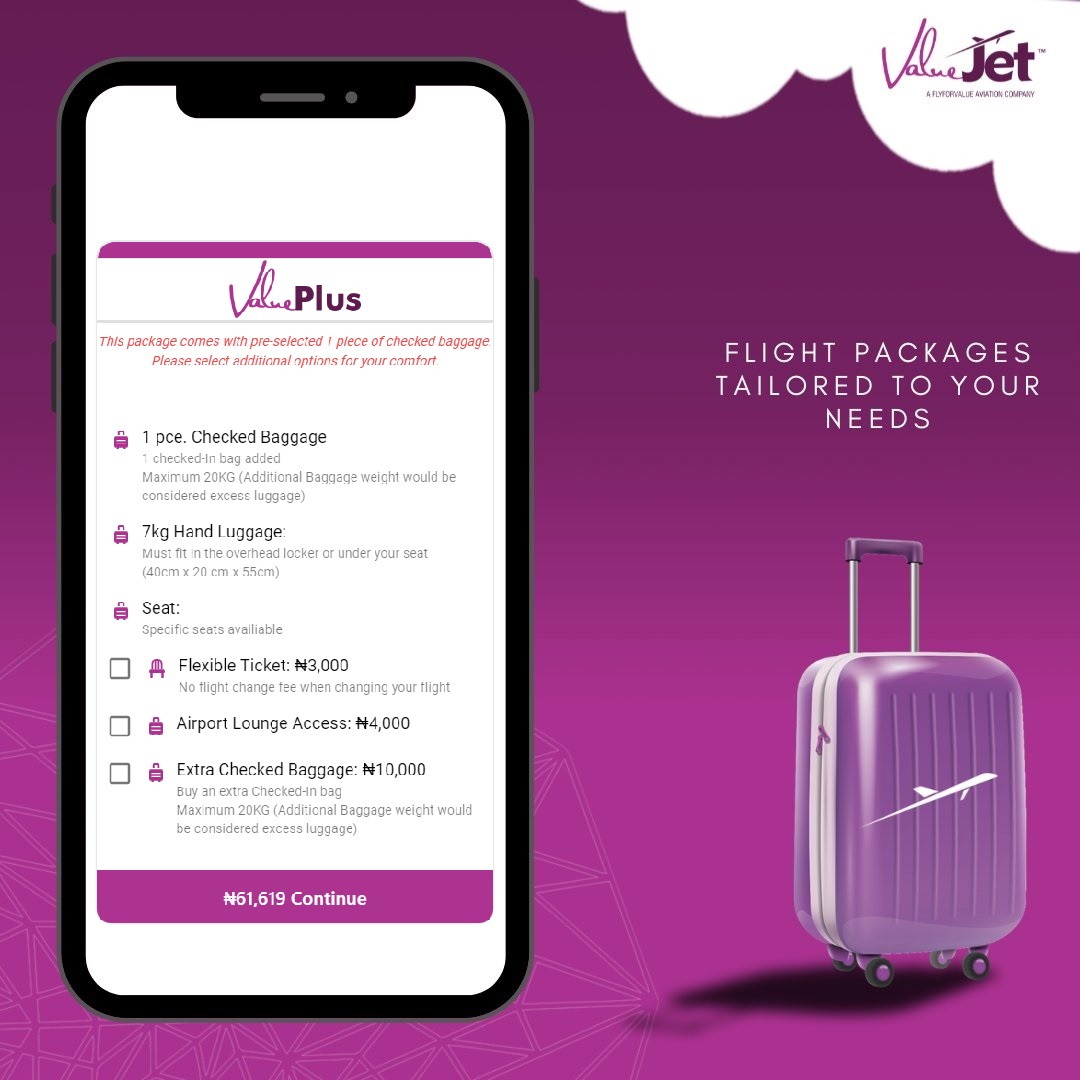 ValueJet™
A FLYFORVALUE AVIATION COMPANY
ValuePlus
This package comes with pre-selected 1 piece of checked baggage.
Please select additional options for your comfort.
1 pce. Checked Baggage
1 checked-in bag added
Maximum 20KG (Additional Baggage weight would be
considered excess luggage)
7kg Hand Luggage:
Must fit in the overhead locker or under your seat
(40cm x 20 cm x 55cm)
Seat:
Specific seats availiable
Flexible Ticket: ₦3,000
No flight change fee when changing your flight
Airport Lounge Access: ₦4,000
Extra Checked Baggage: ₦10,000
Buy an extra Checked-in bag
Maximum 20KG (Additional Baggage weight would
be considered excess luggage)
₦61,619 Continue
FLIGHT PACKAGES
TAILORED TO YOUR
NEEDS